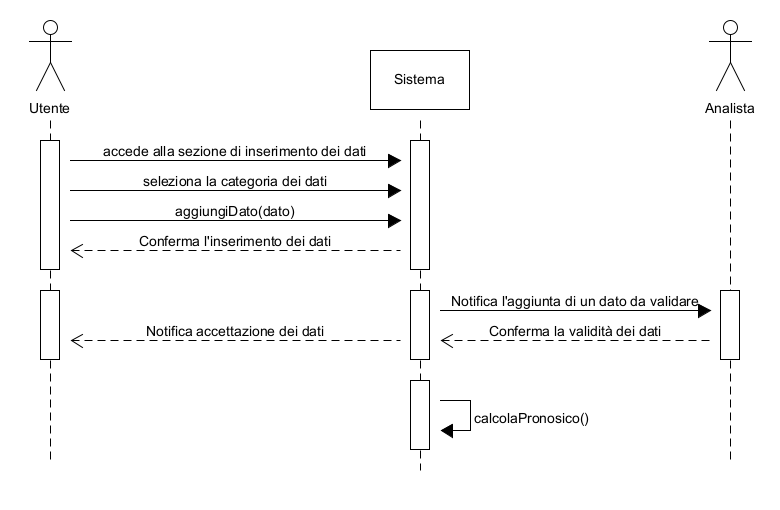 Utente
Sistema
Analista
accede alla sezione di inserimento dei dati
seleziona la categoria dei dati
aggiungiDato(dato)
Conferma l'inserimento dei dati
Notifica l'aggiunta di un dato da validare
Notifica accettazione dei dati
Conferma la validità dei dati
calcolaPronosico()